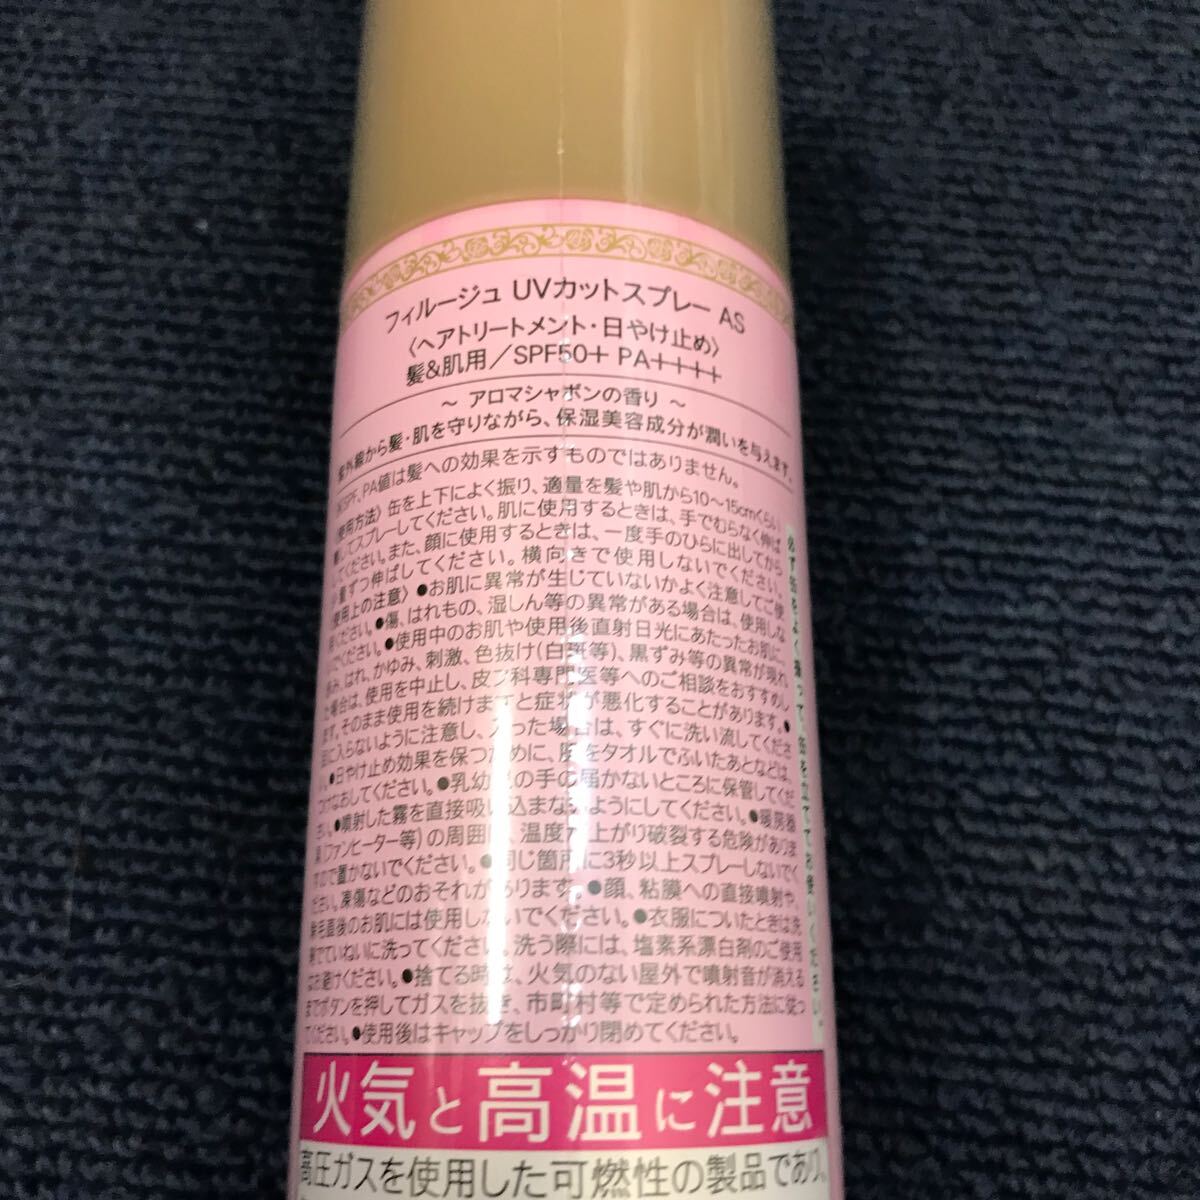 フィルージュ UVカットスプレー AS
〈ヘアトリートメント・日やけ止め〉
髪&肌用/SPF50+ PA++++
～ アロマシャボンの香り ～
紫外線から髪・肌を守りながら、保湿美容成分が潤いを与えます。
※SPF、PA値は髪への効果を示すものではありません。
〈使用方法〉缶を上下によく振り、適量を髪や肌から10〜15cmくらい
離してスプレーしてください。肌に使用するときは、手でむらなく伸ば
してください。また、顔に使用するときは、一度手のひらに出してから
少量ずつ伸ばしてください。横向きで使用しないでください。
〈使用上の注意〉●お肌に異常が生じていないかよく注意してご使
用ください。●傷、はれもの、湿しん等の異常がある場合は、使用しな
いでください。●使用中のお肌や使用後直射日光にあたったお肌に、
赤み、はれ、かゆみ、刺激、色抜け(白斑等)、黒ずみ等の異常が現れ
た場合は、使用を中止し、皮フ科専門医等へのご相談をおすすめし
ます。そのまま使用を続けますと症状が悪化することがあります。●
目に入らないように注意し、入った場合は、すぐに洗い流してくださ
い。●日やけ止め効果を保つために、肌をタオルでふいたあとなどは、
つけなおしてください。●乳幼児の手の届かないところに保管してくだ
さい。●噴射した霧を直接吸い込まないようにしてください。●暖房器
具(ファンヒーター等)の周囲は、温度が上がり破裂する危険がありま
すので置かないでください。●同じ箇所に3秒以上スプレーしないでく
ださい。凍傷などのおそれがあります。●顔、粘膜への直接噴射や、
除毛直後のお肌には使用しないでください。●衣服についたときは洗
剤でていねいに洗ってください。洗う際には、塩素系漂白剤のご使用
はお避けください。●捨てる時は、火気のない屋外で噴射音が消える
までボタンを押してガスを抜き、市町村等で定められた方法に従っ
てください。●使用後はキャップをしっかり閉めてください。
必ず缶をよく振って、缶を立ててお使いください。
火気と高温に注意
高圧ガスを使用した可燃性の製品であり、